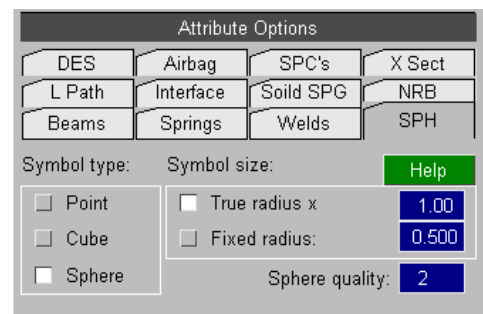 Attribute Options
DES Airbag SPC's X Sect
L Path Interface Soild SPG NRB
Beams Springs Welds SPH
Symbol type: Symbol size: Help
Point True radius x 1.00
Cube Fixed radius: 0.500
Sphere Sphere quality: 2